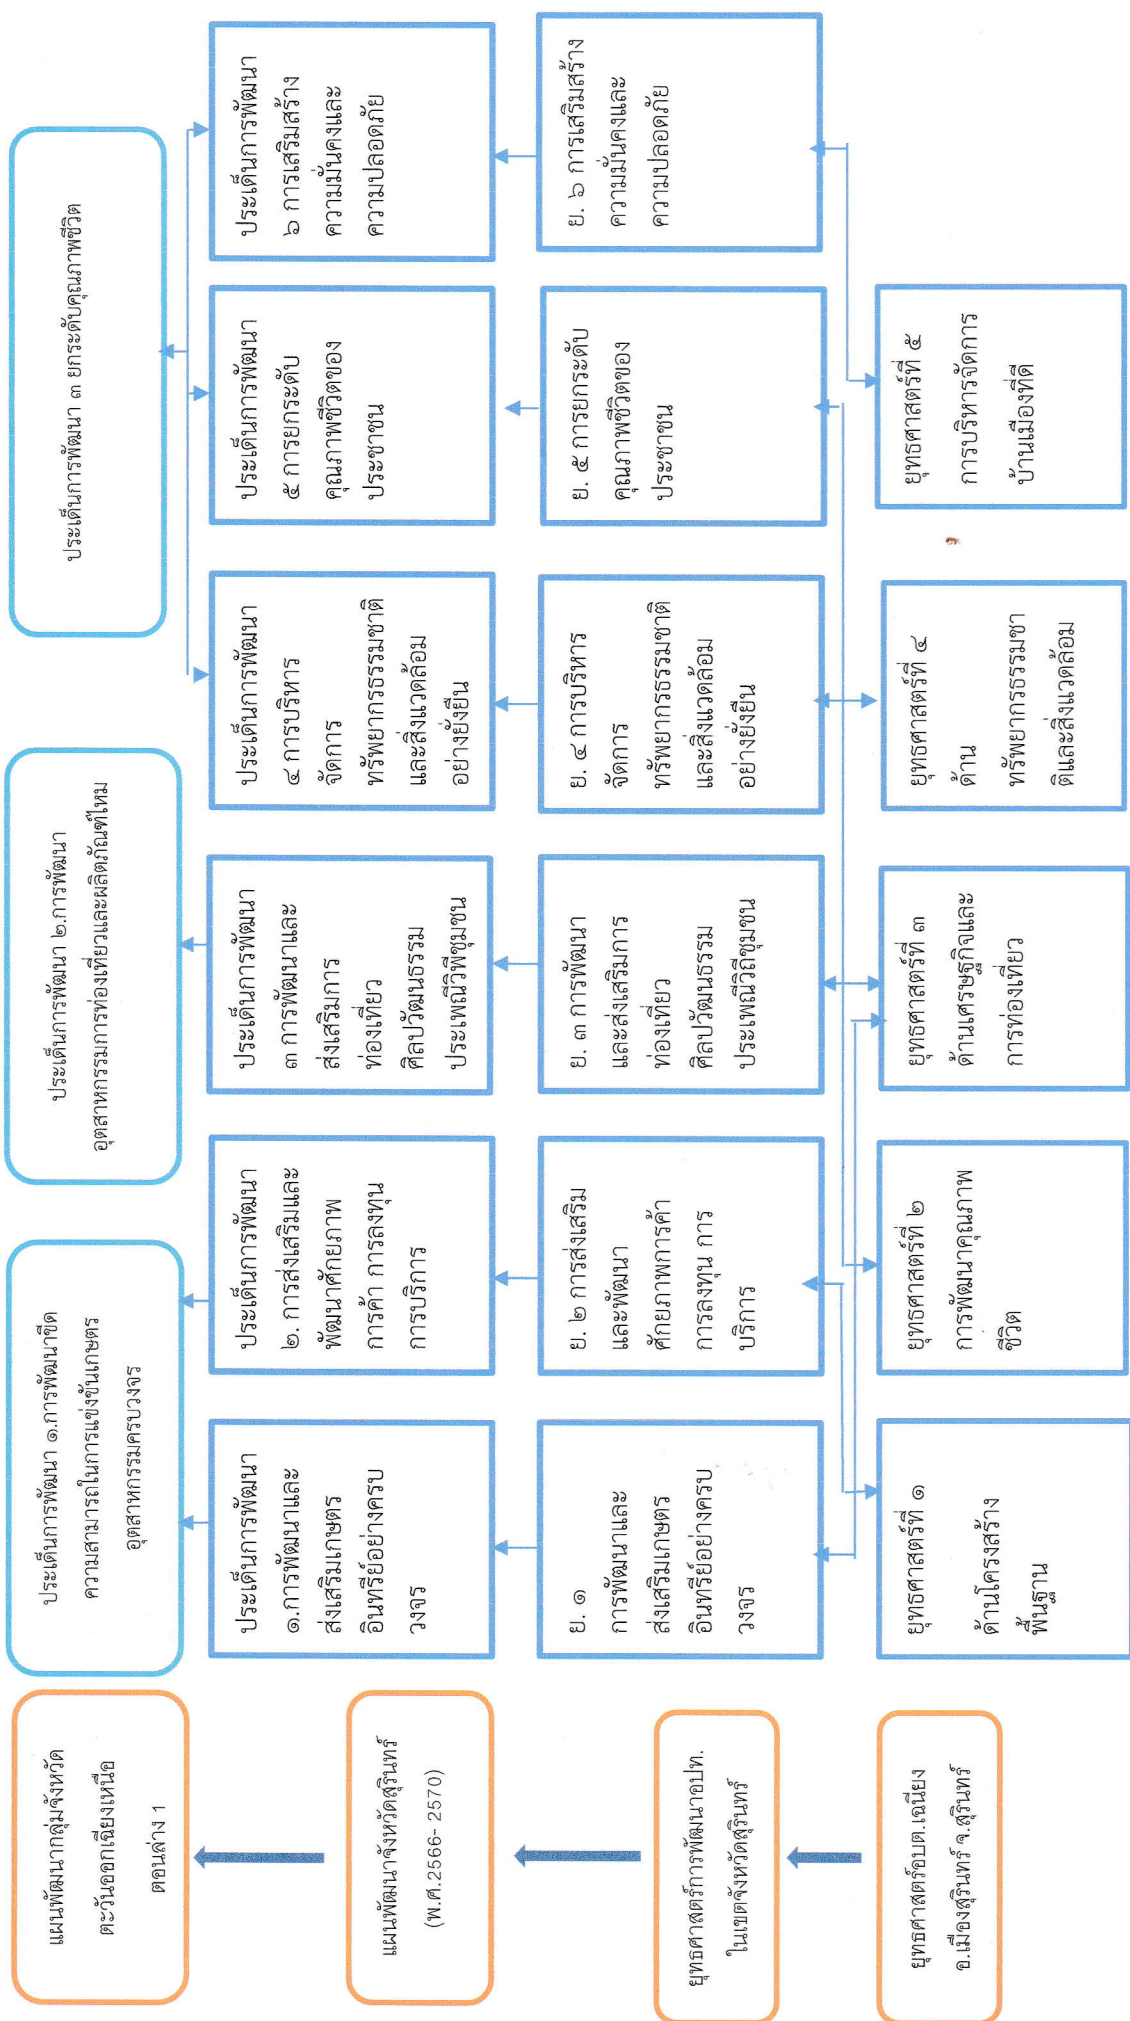 แผนพัฒนากลุ่มจังหวัด
ตะวันออกเฉียงเหนือ
ตอนล่าง 1
ประเด็นการพัฒนา ๑.การพัฒนาขีด
ความสามารถในการแข่งขันเกษตร
อุตสาหกรรมครบวงจร
ประเด็นการพัฒนา ๒.การพัฒนา
อุตสาหกรรมการท่องเที่ยวและผลิตภัณฑ์ไหม
ประเด็นการพัฒนา ๓ ยกระดับคุณภาพชีวิต
แผนพัฒนาจังหวัดสุรินทร์
(พ.ศ.2566- 2570)
ประเด็นการพัฒนา
๑.การพัฒนาและ
ส่งเสริมเกษตร
อินทรีย์อย่างครบ
วงจร
ประเด็นการพัฒนา
๒. การส่งเสริมและ
พัฒนาศักยภาพ
การค้า การลงทุน
การบริการ
ประเด็นการพัฒนา
๓ การพัฒนาและ
ส่งเสริมการ
ท่องเที่ยว
ศิลปวัฒนธรรม
ประเพณีวิพีชุมชน
ประเด็นการพัฒนา
๔ การบริหาร
จัดการ
ทรัพยากรธรรมชาติ
และสิ่งแวดล้อม
อย่างยั่งยืน
ประเด็นการพัฒนา
๕ การยกระดับ
คุณภาพชีวิตของ
ประชาชน
ประเด็นการพัฒนา
๖ การเสริมสร้าง
ความมั่นคงและ
ความปลอดภัย
ยุทธศาสตร์การพัฒนาอปท.
ในเขตจังหวัดสุรินทร์
ย. ๑
การพัฒนาและ
ส่งเสริมเกษตร
อินทรีย์อย่างครบ
วงจร
ย. ๒ การส่งเสริม
และพัฒนา
ศักยภาพการค้า
การลงทุน การ
บริการ
ย. ๓ การพัฒนา
และส่งเสริมการ
ท่องเที่ยว
ศิลปวัฒนธรรม
ประเพณีวิถีชุมชน
ย. ๔ การบริหาร
จัดการ
ทรัพยากรธรรมชาติ
และสิ่งแวดล้อม
อย่างยั่งยืน
ย. ๕ การยกระดับ
คุณภาพชีวิตของ
ประชาชน
ย. ๖ การเสริมสร้าง
ความมั่นคงและ
ความปลอดภัย
ยุทธศาสตร์อบต.เฉนียง
อ.เมืองสุรินทร์ จ.สุรินทร์
ยุทธศาสตร์ที่ ๑
ด้านโครงสร้าง
พื้นฐาน
ยุทธศาสตร์ที่ ๒
การพัฒนาคุณภาพ
ชีวิต
ยุทธศาสตร์ที่ ๓
ด้านเศรษฐกิจและ
การท่องเที่ยว
ยุทธศาสตร์ที่ ๔
ด้าน
ทรัพยากรธรรมชา
ติและสิ่งแวดล้อม
ยุทธศาสตร์ที่ ๕
การบริหารจัดการ
บ้านเมืองที่ดี